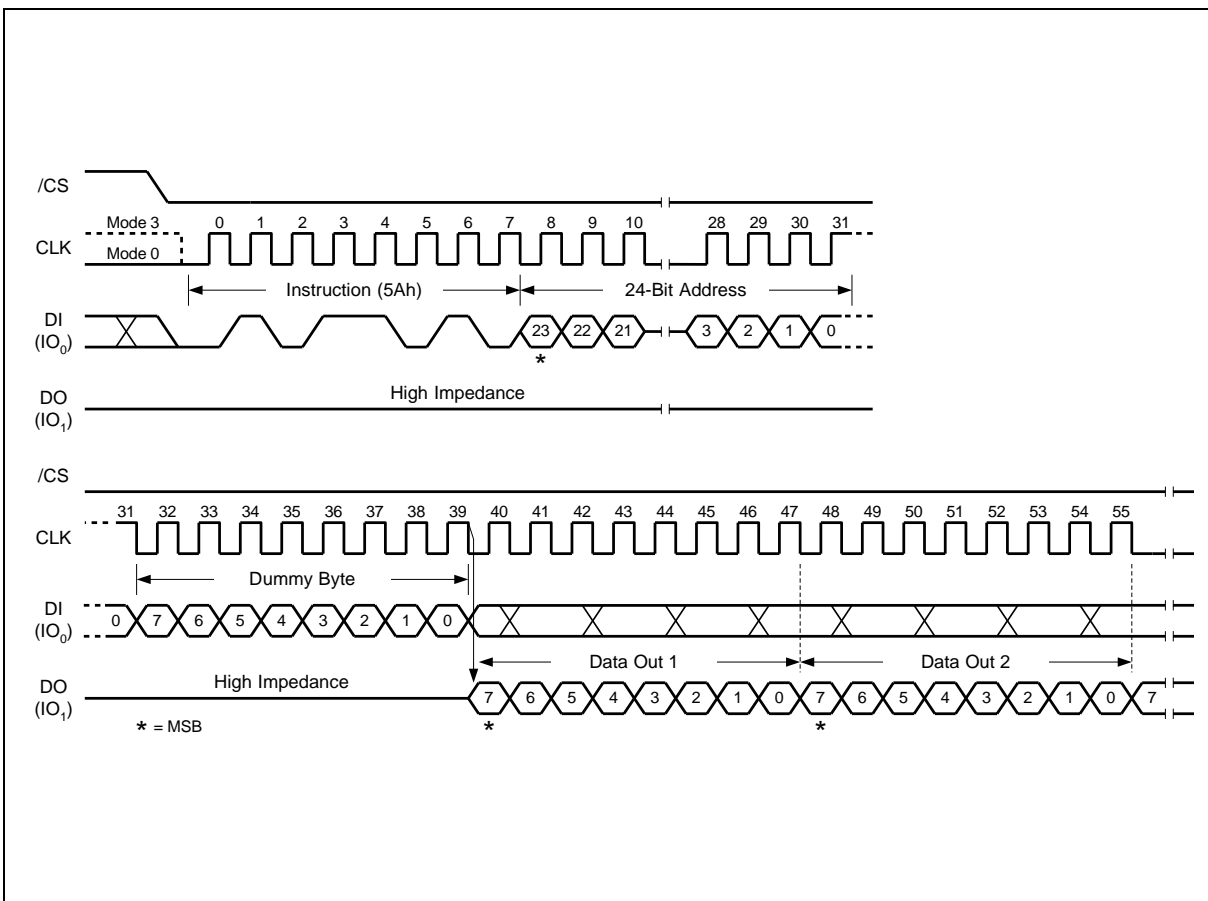 /CS
Mode 3 0 1 2 3 4 5 6 7 8 9 10 28 29 30 31
CLK
Mode 0
Instruction (5Ah) 24-Bit Address
DI
(IO₀)
23 22 21 3 2 1 0
*
High Impedance
DO
(IO₁)
/CS
31 32 33 34 35 36 37 38 39 40 41 42 43 44 45 46 47 48 49 50 51 52 53 54 55
CLK
Dummy Byte
DI
(IO₀)
0 7 6 5 4 3 2 1 0
Data Out 1 Data Out 2
High Impedance
DO
(IO₁)
7 6 5 4 3 2 1 0 7 6 5 4 3 2 1 0 7
* = MSB * *